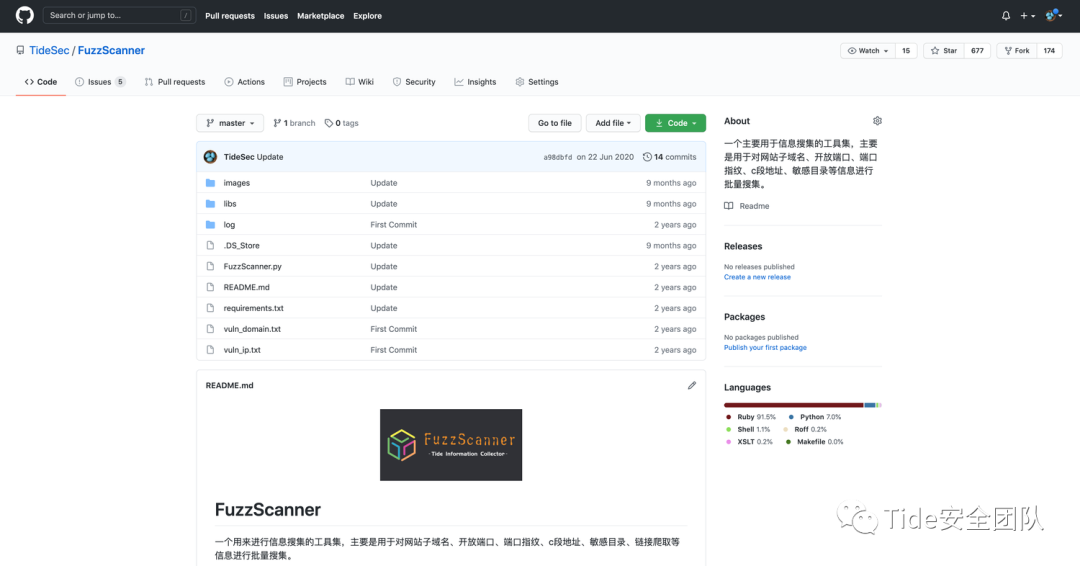 Search or jump to... /
Pull requests Issues Marketplace Explore
TideSec / FuzzScanner
Watch 15 Star 677 Fork 174
Code Issues 5 Pull requests Actions Projects Wiki Security Insights Settings
master 1 branch 0 tags Go to file Add file Code
TideSec Update a98dbfd on 22 Jun 2020 14 commits
images Update 9 months ago
libs Update 9 months ago
log First Commit 2 years ago
.DS_Store Update 9 months ago
FuzzScanner.py Update 2 years ago
README.md Update 2 years ago
requirements.txt Update 2 years ago
vuln_domain.txt First Commit 2 years ago
vuln_ip.txt First Commit 2 years ago
README.md
FuzzScanner
-Tide Information Collector-
FuzzScanner
一个用来进行信息搜集的工具集，主要是用于对网站子域名、开放端口、端口指纹、c段地址、敏感目录、链接爬取等
信息进行批量搜集。
About
一个主要用于信息搜集的工具集，主要
是用于对网站子域名、开放端口、端口
指纹、c段地址、敏感目录等信息进行
批量搜集。
Readme
Releases
No releases published
Create a new release
Packages
No packages published
Publish your first package
Languages
Ruby 91.5% Python 7.0%
Shell 1.1% Roff 0.2%
XSLT 0.2% Makefile 0.0%
Tide安全团队